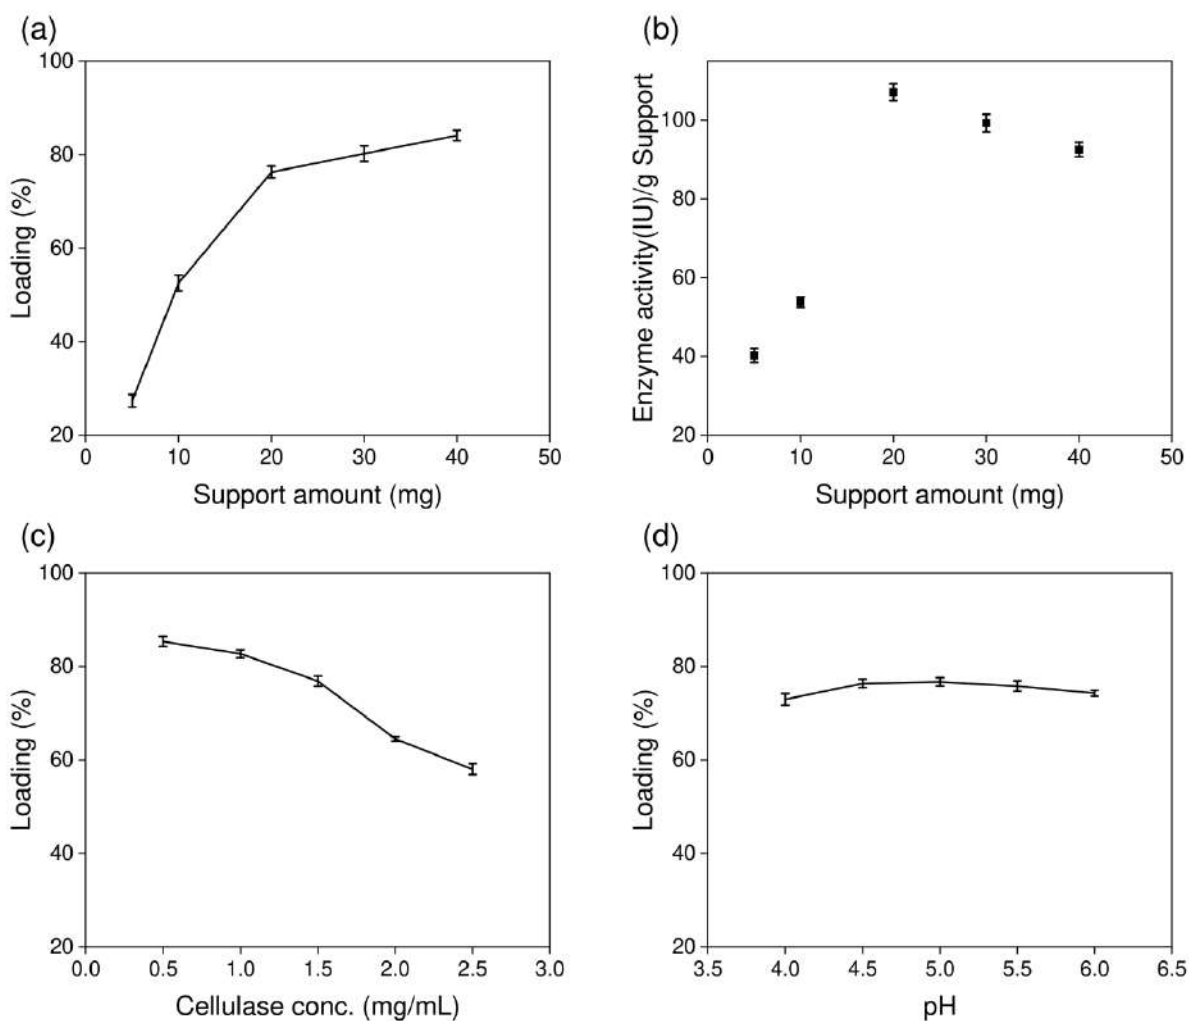 (a)
100
80
60
40
20
Loading (%)
0 10 20 30 40 50
Support amount (mg)
(b)
100
80
60
40
20
Enzyme activity(IU)/g Support
0 10 20 30 40 50
Support amount (mg)
(c)
100
80
60
40
20
Loading (%)
0.0 0.5 1.0 1.5 2.0 2.5 3.0
Cellulase conc. (mg/mL)
(d)
100
80
60
40
20
Loading (%)
3.5 4.0 4.5 5.0 5.5 6.0 6.5
pH